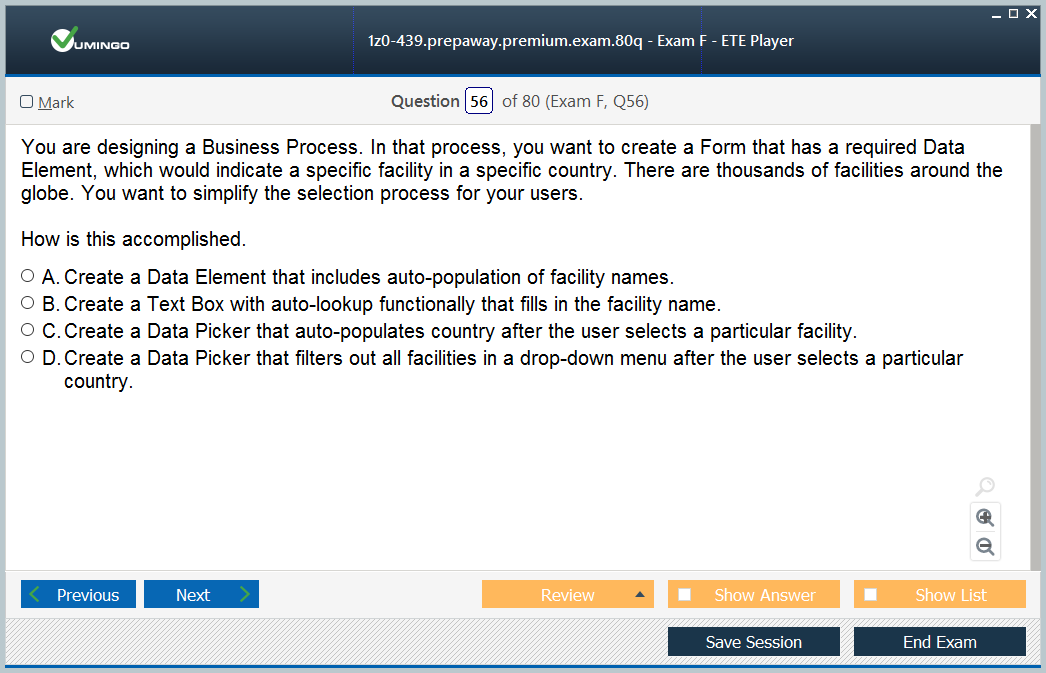 VUMINGO
1z0-439.prepaway.premium.exam.80q - Exam F - ETE Player
Mark
Question 56 of 80 (Exam F, Q56)
You are designing a Business Process. In that process, you want to create a Form that has a required Data
Element, which would indicate a specific facility in a specific country. There are thousands of facilities around the
globe. You want to simplify the selection process for your users.
How is this accomplished.
A. Create a Data Element that includes auto-population of facility names.
B. Create a Text Box with auto-lookup functionally that fills in the facility name.
C. Create a Data Picker that auto-populates country after the user selects a particular facility.
D. Create a Data Picker that filters out all facilities in a drop-down menu after the user selects a particular
country.
Previous
Next
Review
Show Answer
Show List
Save Session
End Exam